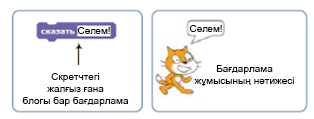 сказать Сәлем!
Скретчтегі
жалғыз ғана
блогы бар бағдарлама
Сәлем!
Бағдарлама
жұмысының нәтижесі